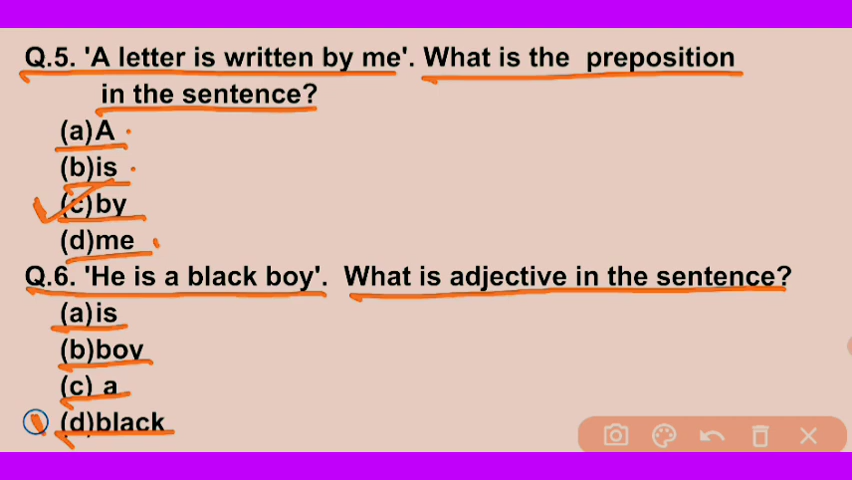 Q.5. 'A letter is written by me'. What is the preposition
in the sentence?
(a)A
(b)is
(c)by
(d)me
Q.6. 'He is a black boy'. What is adjective in the sentence?
(a)is
(b)boy
(c) a
(d)black